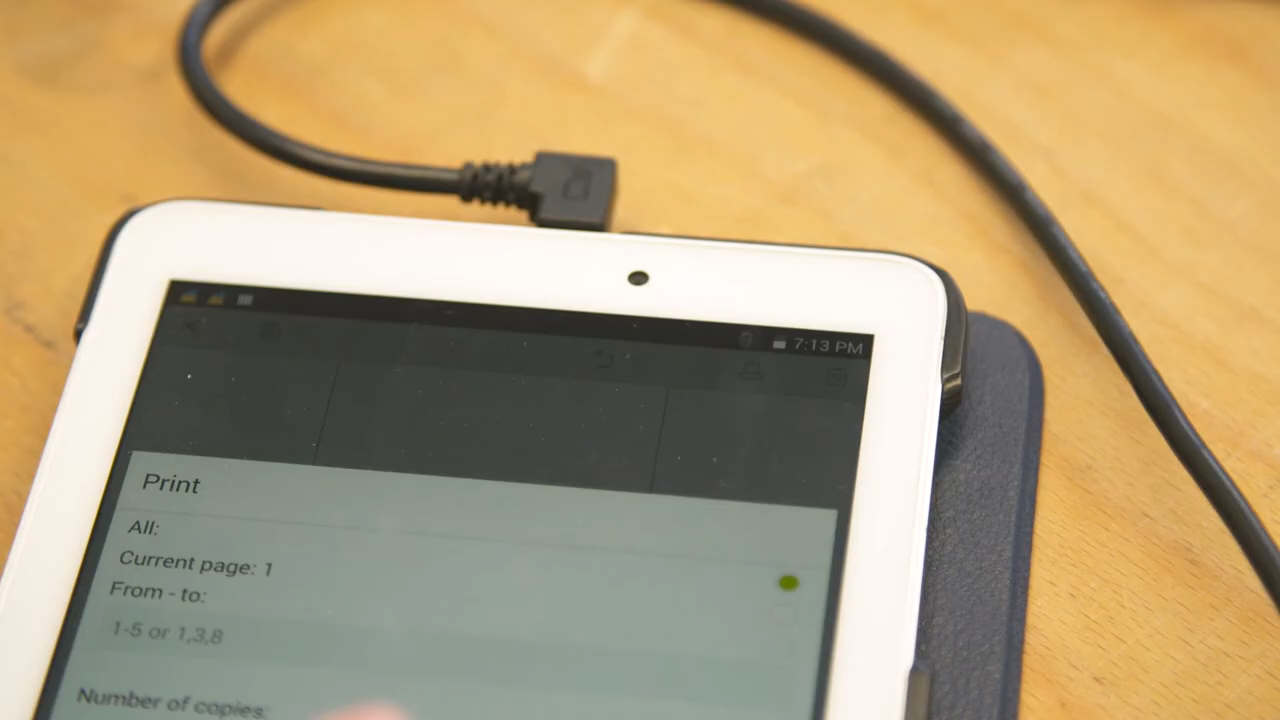 7:13 PM
Print
All:
Current page: 1
From - to:
1-5 or 1,3,8
Number of copies: